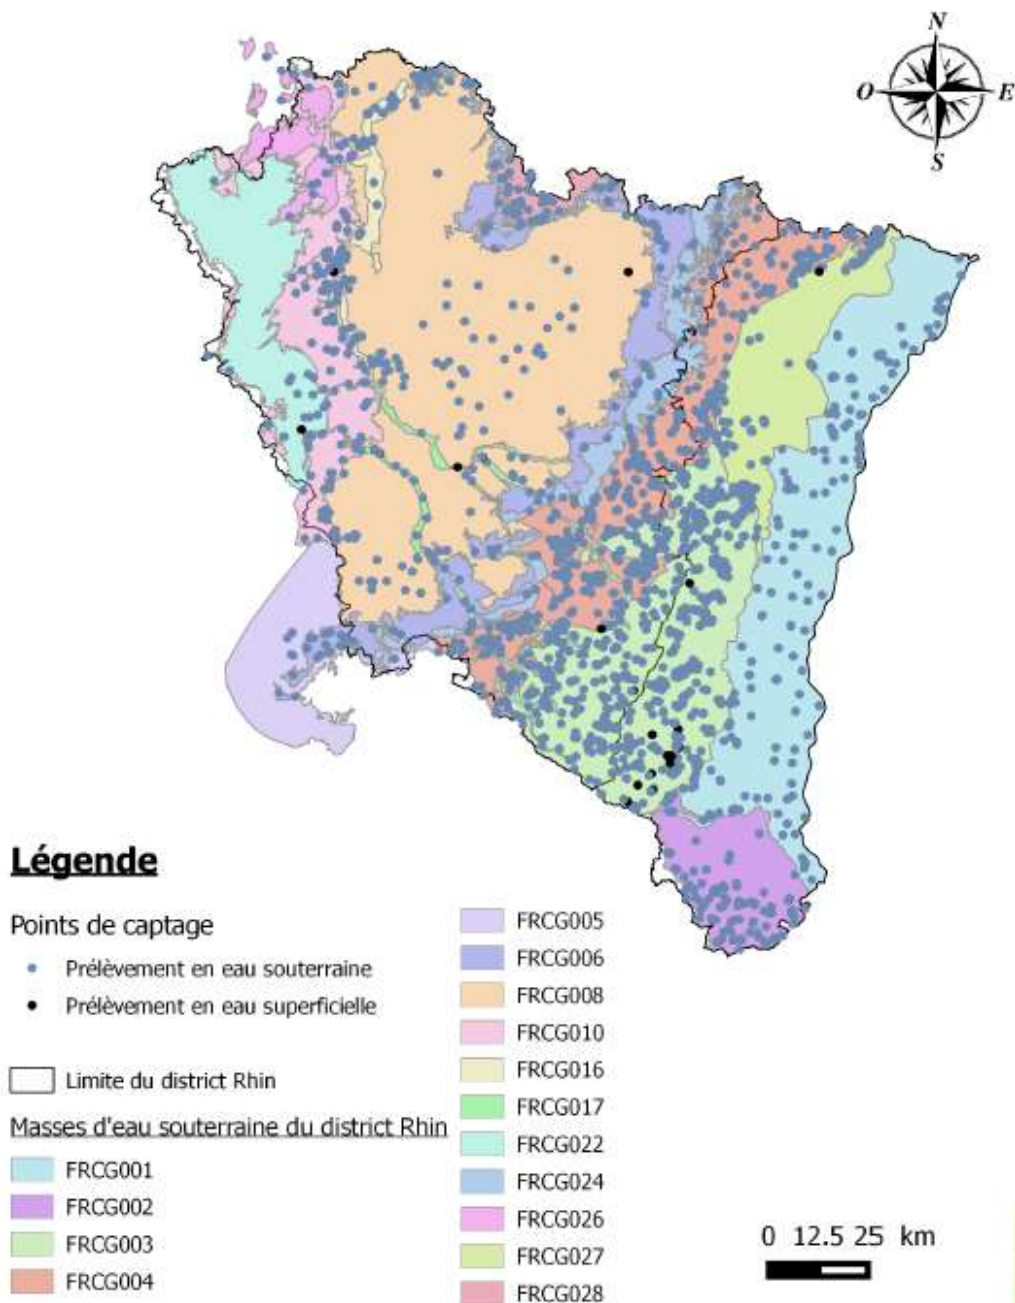 N
O
E
S
Légende
Points de captage
Prélèvement en eau souterraine
Prélèvement en eau superficielle
Limite du district Rhin
Masses d'eau souterraine du district Rhin
FRCG001
FRCG002
FRCG003
FRCG004
FRCG005
FRCG006
FRCG008
FRCG010
FRCG016
FRCG017
FRCG022
FRCG024
FRCG026
FRCG027
FRCG028
0 12.5 25 km